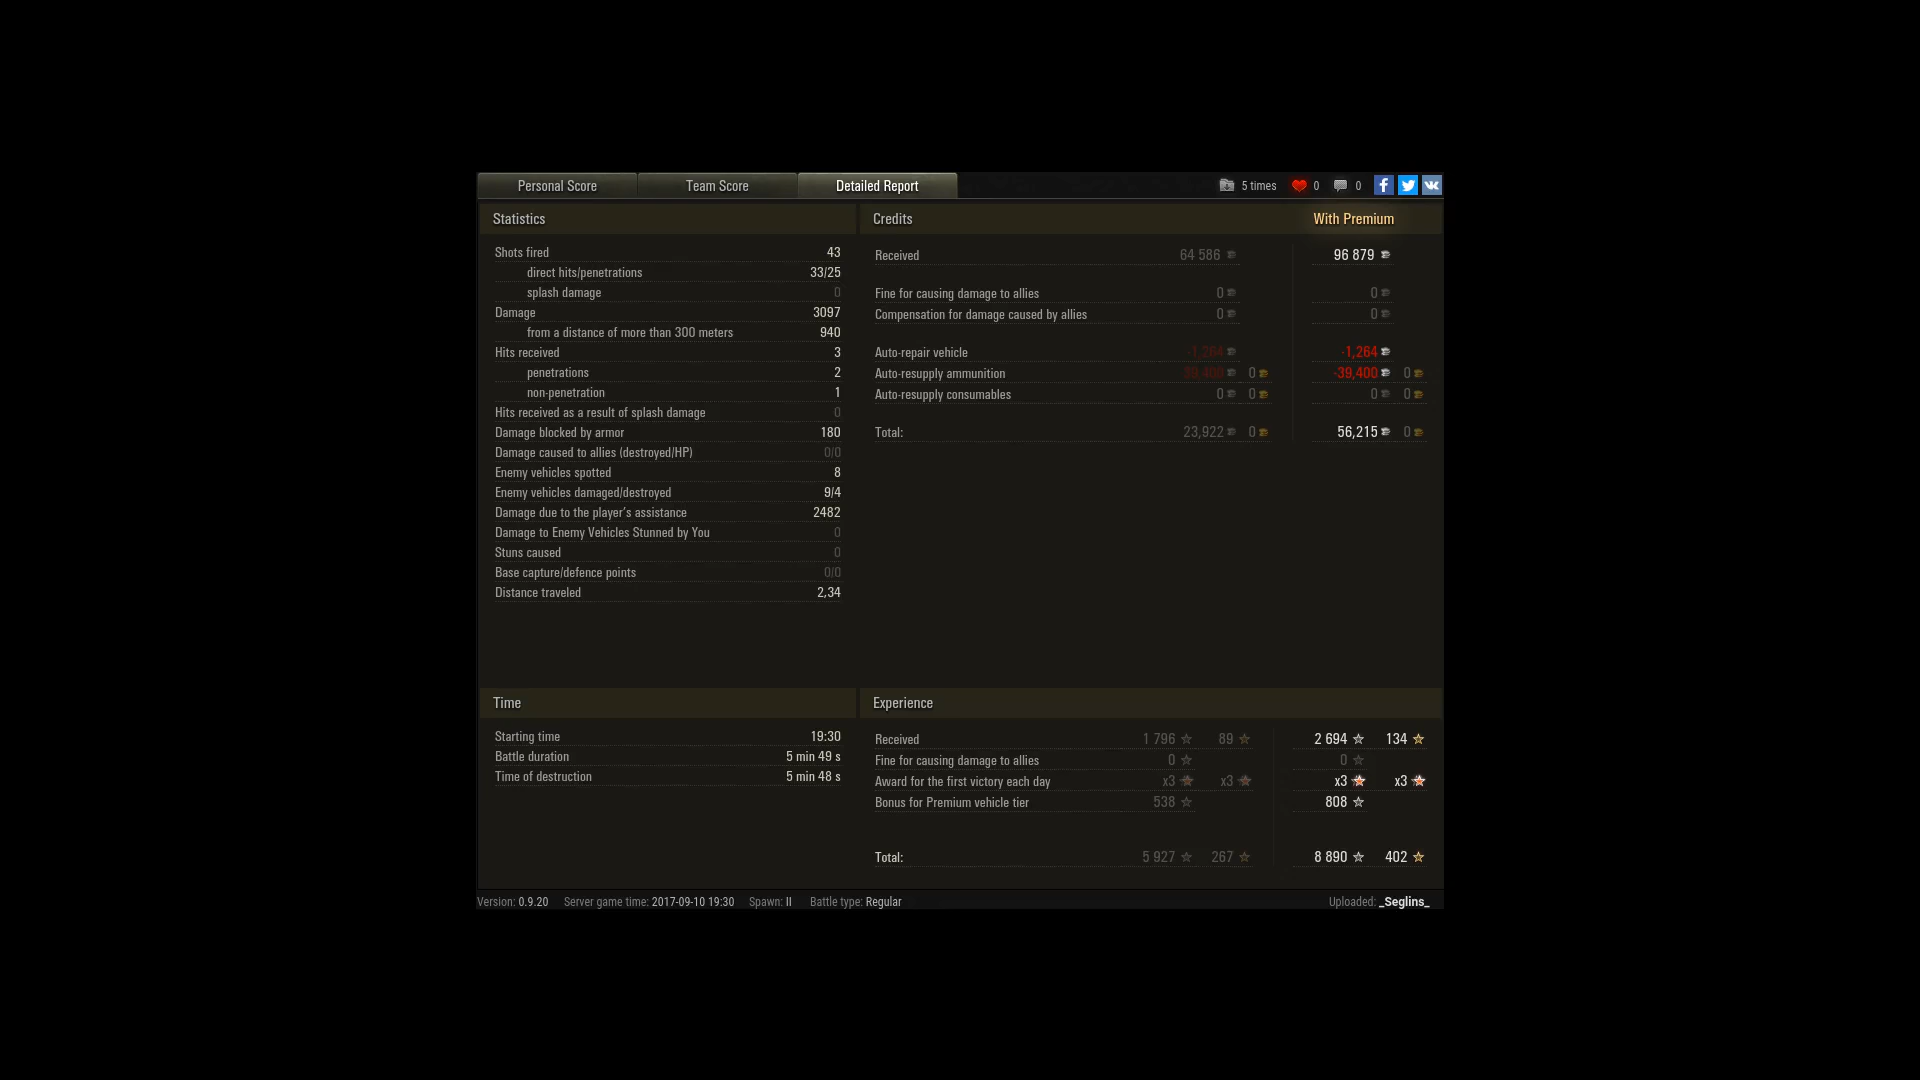 Personal Score Team Score Detailed Report 5 times 0 0
Statistics
Shots fired 43
direct hits/penetrations 33/25
splash damage 0
Damage 3097
from a distance of more than 300 meters 940
Hits received 3
penetrations 2
non-penetration 1
Hits received as a result of splash damage 0
Damage blocked by armor 180
Damage caused to allies (destroyed/HP) 0/0
Enemy vehicles spotted 8
Enemy vehicles damaged/destroyed 9/4
Damage due to the player's assistance 2482
Damage to Enemy Vehicles Stunned by You 0
Stuns caused 0
Base capture/defence points 0/0
Distance traveled 2,34
Credits With Premium
Received 64 586 96 879
Fine for causing damage to allies 0 0
Compensation for damage caused by allies 0 0
Auto-repair vehicle -1,264 -1,264
Auto-resupply ammunition -39,400 0 -39,400 0
Auto-resupply consumables 0 0 0 0
Total: 23,922 0 56,215 0
Time
Starting time 19:30
Battle duration 5 min 49 s
Time of destruction 5 min 48 s
Experience
Received 1 796 89 2 694 134
Fine for causing damage to allies 0 0
Award for the first victory each day x3 x3 x3 x3
Bonus for Premium vehicle tier 538 808
Total: 5 927 267 8 890 402
Version: 0.9.20 Server game time: 2017-09-10 19:30 Spawn: II Battle type: Regular Uploaded: _Seglins_